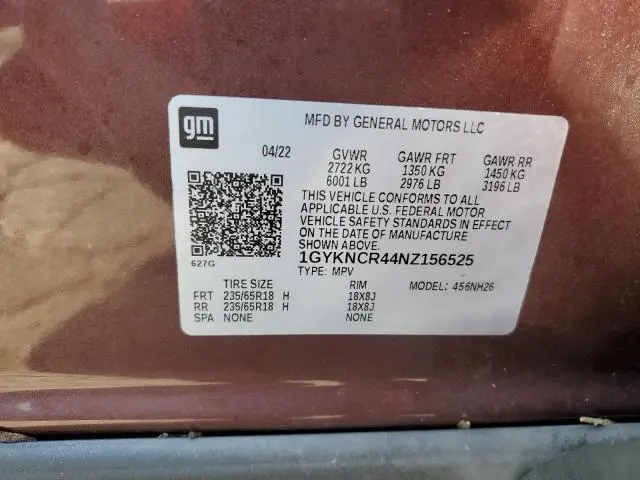 gm
MFD BY GENERAL MOTORS LLC
04/22 GVWR GAWR FRT GAWR RR
2722 KG 1350 KG 1450 KG
6001 LB 2976 LB 3196 LB
THIS VEHICLE CONFORMS TO ALL
APPLICABLE U.S. FEDERAL MOTOR
VEHICLE SAFETY STANDARDS IN EFFECT
ON THE DATE OF MANUFACTURE
SHOWN ABOVE.
1GYKNCR44NZ156525
627G
TYPE: MPV MODEL: 456NH26
TIRE SIZE RIM
FRT 235/65R18 H 18X8J
RR 235/65R18 H 18X8J
SPA NONE NONE